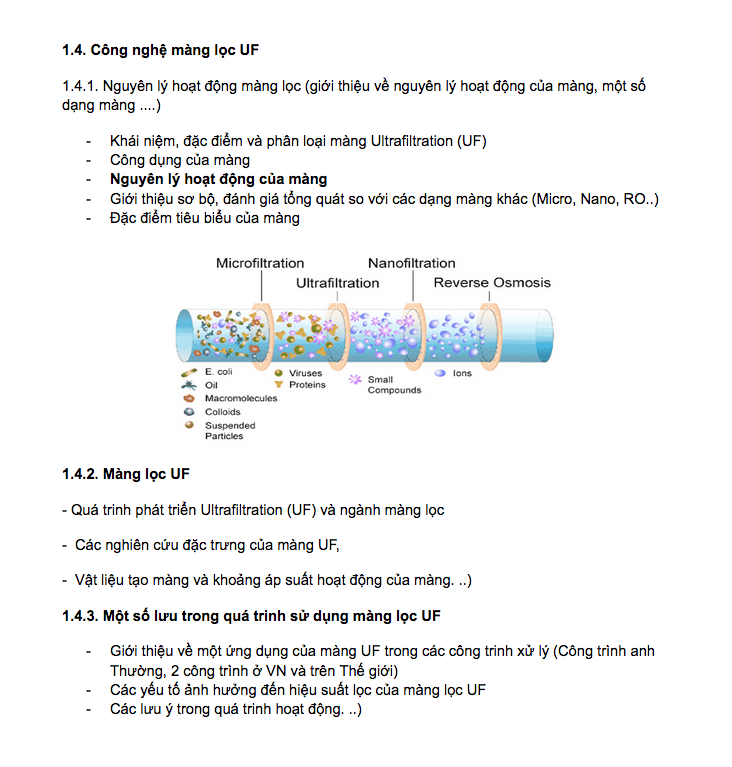 1.4. Công nghệ màng lọc UF
1.4.1. Nguyên lý hoạt động màng lọc (giới thiệu về nguyên lý hoạt động của màng, một số
dạng màng ....)
- Khái niệm, đặc điểm và phân loại màng Ultrafiltration (UF)
- Công dụng của màng
- Nguyên lý hoạt động của màng
- Giới thiệu sơ bộ, đánh giá tổng quát so với các dạng màng khác (Micro, Nano, RO..)
- Đặc điểm tiêu biểu của màng
Microfiltration
Nanofiltration
Ultrafiltration
Reverse Osmosis
E. coli
Oil
Macromolecules
Colloids
Suspended
Particles
Viruses
Proteins
Small
Compounds
Ions
1.4.2. Màng lọc UF
- Quá trinh phát triển Ultrafiltration (UF) và ngành màng lọc
- Các nghiên cứu đặc trưng của màng UF,
- Vật liệu tạo màng và khoảng áp suất hoạt động của màng. ..)
1.4.3. Một số lưu trong quá trinh sử dụng màng lọc UF
- Giới thiệu về một ứng dụng của màng UF trong các công trinh xử lý (Công trình anh
Thường, 2 công trình ở VN và trên Thế giới)
- Các yếu tố ảnh hưởng đến hiệu suất lọc của màng lọc UF
- Các lưu ý trong quá trinh hoạt động. ..)